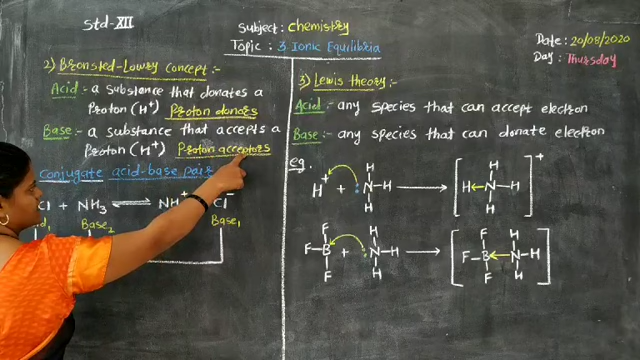 Std-XII
Subject: Chemistry
Topic : 3. Ionic Equilibria
Date: 20/08/2020
Day: Thursday
2) Bronsted-Lowry concept :-
Acid - a substance that donates a
Proton (H⁺) Proton donors
Base:- a substance that accepts a
Proton (H⁺) Proton acceptors
Conjugate acid-base pair
Cl + NH₃ ⇌ NH⁺ Cl⁻
Base₂ Base₁
3) Lewis theory:-
Acid: any species that can accept electron
Base: any species that can donate electron
eg.
H
H⁺ + :N-H → [H←N-H]⁺
H H
F H F H
F-B + :N-H → [F-B←N-H]
F H F H